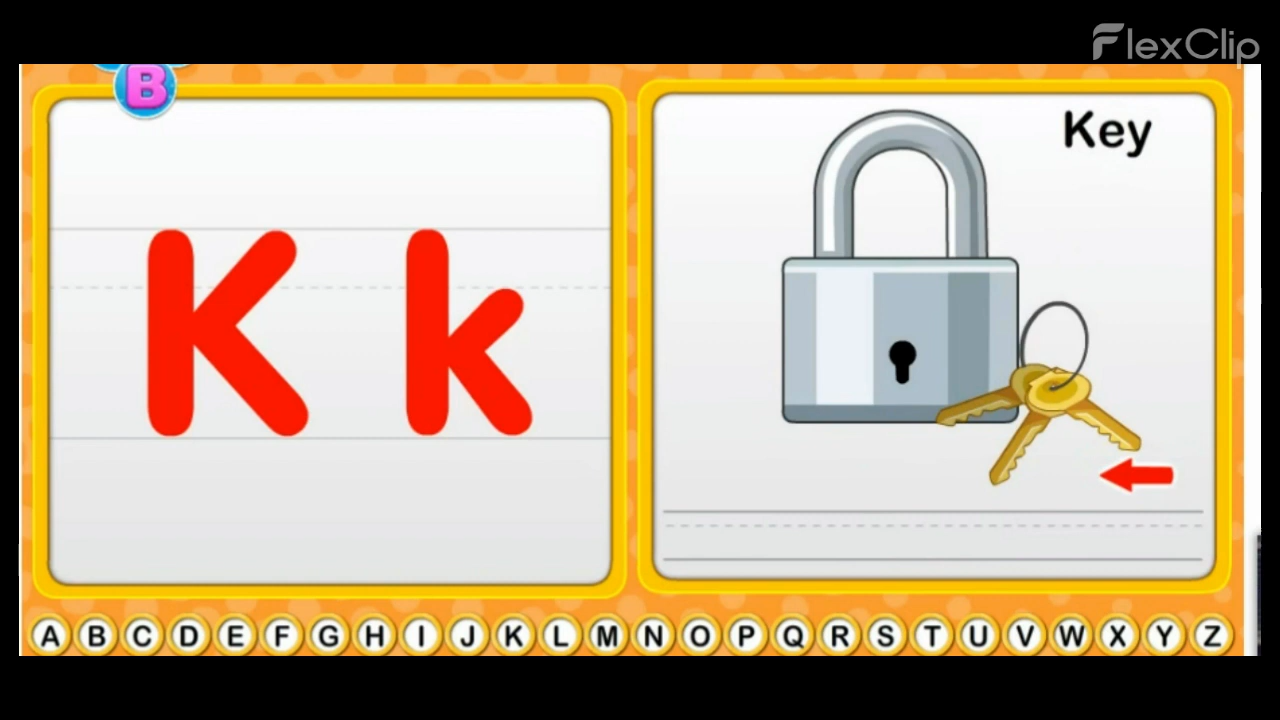 FlexClip
B
K k
Key
A B C D E F G H I J K L M N O P Q R S T U V W X Y Z